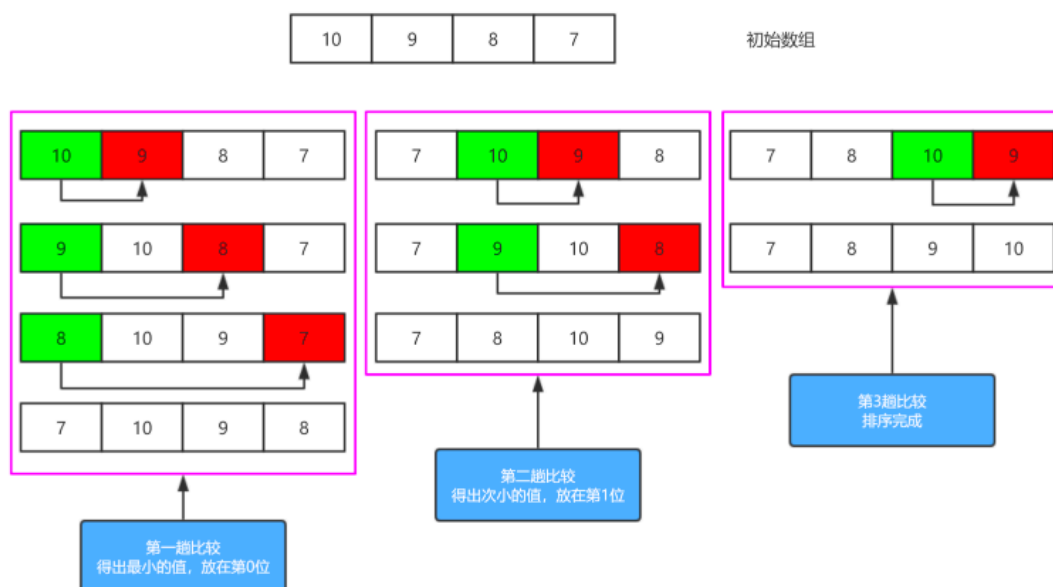 10 9 8 7 初始数组
10 9 8 7
9 10 8 7
8 10 9 7
7 10 9 8
第一趟比较
得出最小的值，放在第0位
7 10 9 8
7 9 10 8
7 8 10 9
第二趟比较
得出次小的值，放在第1位
7 8 10 9
7 8 9 10
第3趟比较
排序完成